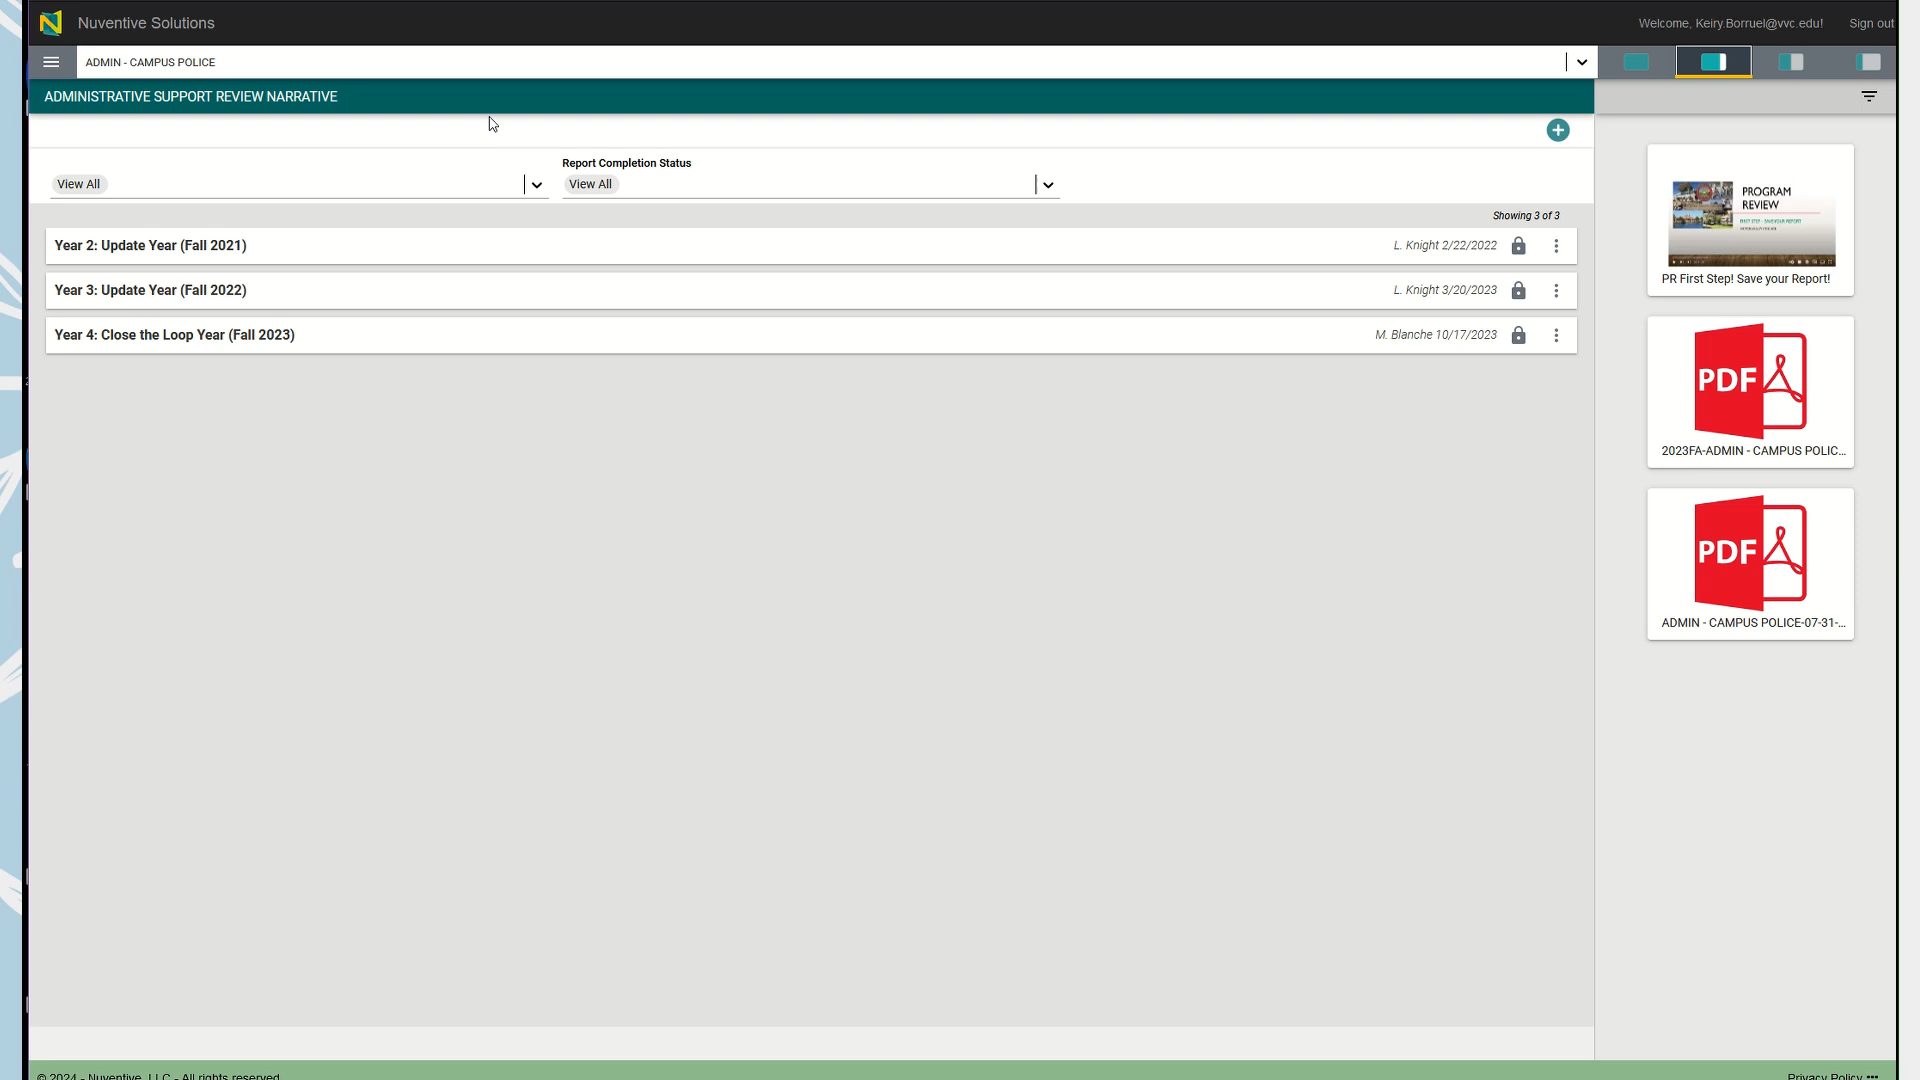 Nuventive Solutions
Welcome, Keiry.Borruel@vvc.edu!
Sign out
ADMIN - CAMPUS POLICE
ADMINISTRATIVE SUPPORT REVIEW NARRATIVE
Report Completion Status
View All
View All
Showing 3 of 3
Year 2: Update Year (Fall 2021)
L. Knight 2/22/2022
Year 3: Update Year (Fall 2022)
L. Knight 3/20/2023
Year 4: Close the Loop Year (Fall 2023)
M. Blanche 10/17/2023
PROGRAM
REVIEW
PR First Step! Save your Report!
PDF
2023FA-ADMIN - CAMPUS POLIC...
PDF
ADMIN - CAMPUS POLICE-07-31-...
© 2024 - Nuventive, LLC - All rights reserved
Privacy Policy